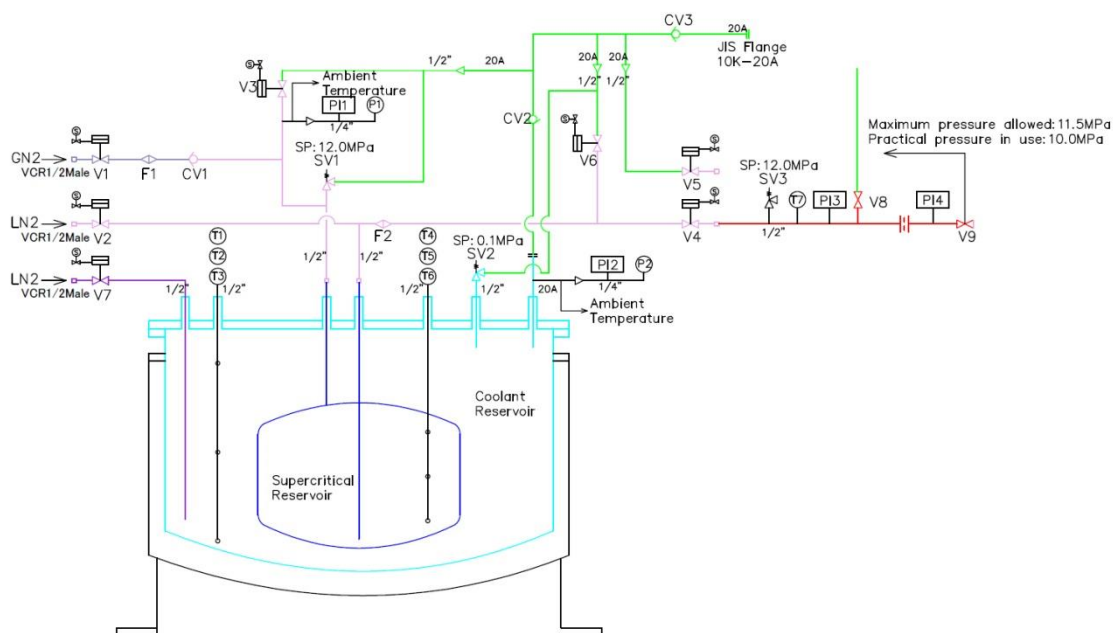 CV3
20A
JIS Flange
10K-20A
1/2"
20A
20A
20A
1/2"
1/2"
S
V3
Ambient
Temperature
PI1
P1
1/4"
CV2
S
V6
Maximum pressure allowed:11.5MPa
Practical pressure in use:10.0MPa
S
GN2
VCR1/2Male
V1
F1
CV1
SP:12.0MPa
SV1
S
V5
SP:12.0MPa
SV3
S
LN2
VCR1/2Male
V2
F2
S
V4
1/2"
T7
PI3
V8
PI4
V9
S
LN2
VCR1/2Male
V7
T1
T2
T3
1/2"
1/2"
1/2"
1/2"
T4
T5
T6
1/2"
SP:0.1MPa
SV2
1/2"
20A
PI2
P2
1/4"
Ambient
Temperature
Coolant
Reservoir
Supercritical
Reservoir